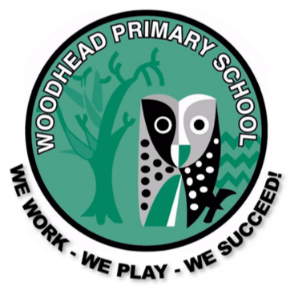 WOODHEAD PRIMARY SCHOOL
WE WORK - WE PLAY - WE SUCCEED!